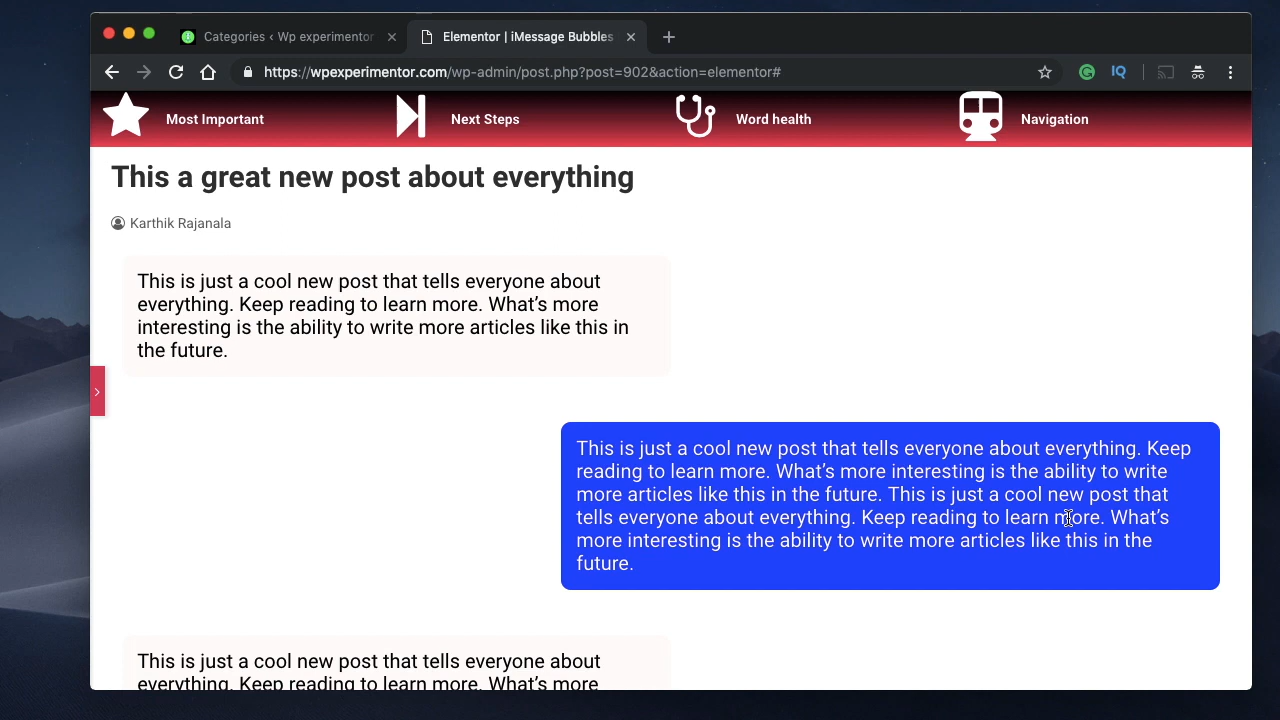 Categories ‹ Wp experimentor
Elementor | iMessage Bubbles
https://wpexperimentor.com/wp-admin/post.php?post=902&action=elementor#
IQ
Most Important
Next Steps
Word health
Navigation
This a great new post about everything
Karthik Rajanala
This is just a cool new post that tells everyone about
everything. Keep reading to learn more. What’s more
interesting is the ability to write more articles like this in
the future.
This is just a cool new post that tells everyone about everything. Keep
reading to learn more. What’s more interesting is the ability to write
more articles like this in the future. This is just a cool new post that
tells everyone about everything. Keep reading to learn more. What’s
more interesting is the ability to write more articles like this in the
future.
This is just a cool new post that tells everyone about
everything. Keep reading to learn more. What’s more